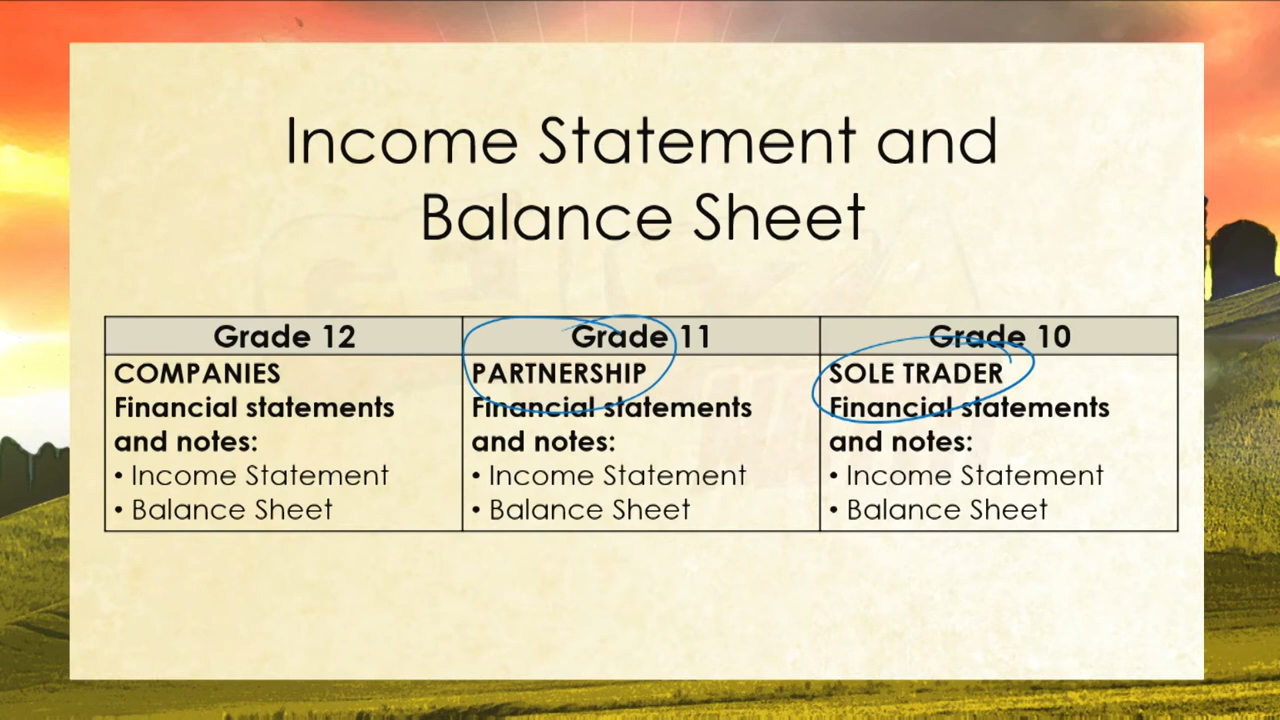 Income Statement and
Balance Sheet
Grade 12
Grade 11
Grade 10
COMPANIES
Financial statements
and notes:
• Income Statement
• Balance Sheet
PARTNERSHIP
Financial statements
and notes:
• Income Statement
• Balance Sheet
SOLE TRADER
Financial statements
and notes:
• Income Statement
• Balance Sheet